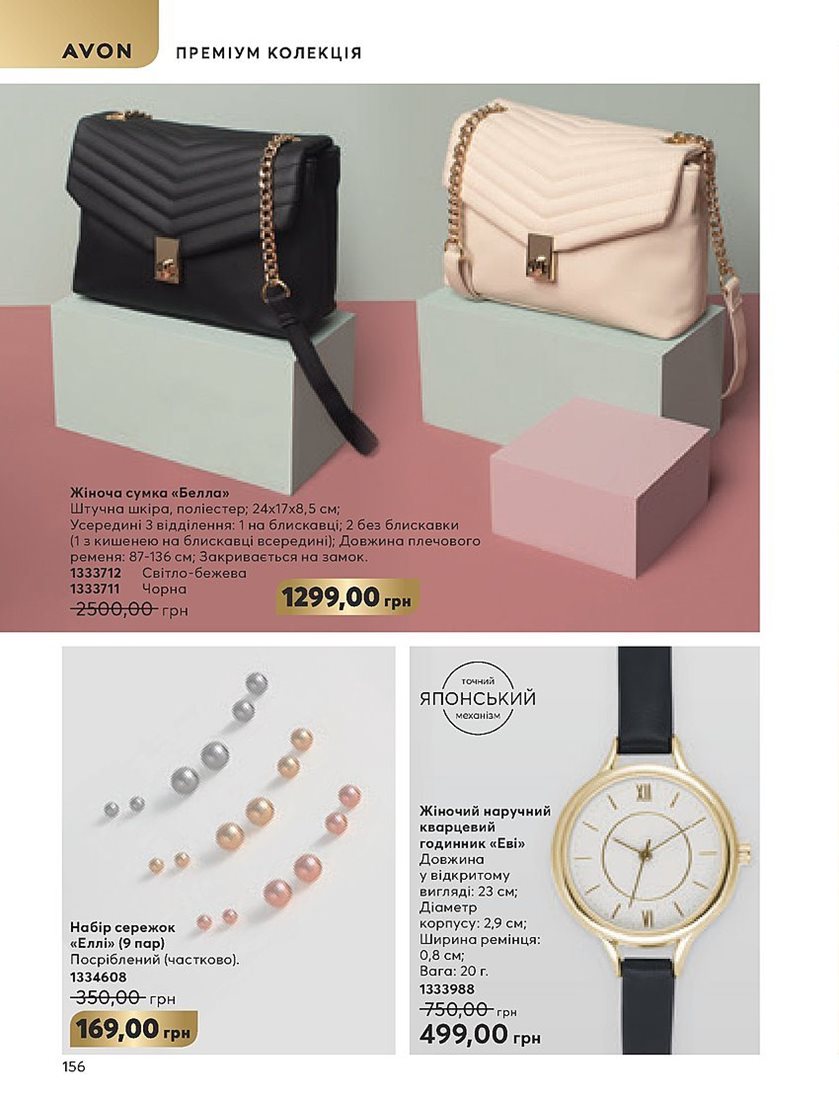 AVON ПРЕМІУМ КОЛЕКЦІЯ
Жіноча сумка «Белла»
Штучна шкіра, поліестер; 24х17х8,5 см;
Усередині 3 відділення: 1 на блискавці; 2 без блискавки
(1 з кишенею на блискавці всередині); Довжина плечового
ременя: 87-136 см; Закривається на замок.
1333712 Світло-бежева
1333711 Чорна
2500,00 грн
1299,00 грн
Набір сережок
«Еллі» (9 пар)
Посріблений (частково).
1334608
350,00 грн
169,00 грн
точний
ЯПОНСЬКИЙ
механізм
Жіночий наручний
кварцевий
годинник «Еві»
Довжина
у відкритому
вигляді: 23 см;
Діаметр
корпусу: 2,9 см;
Ширина ремінця:
0,8 см;
Вага: 20 г.
1333988
750,00 грн
499,00 грн
XII
VI
156